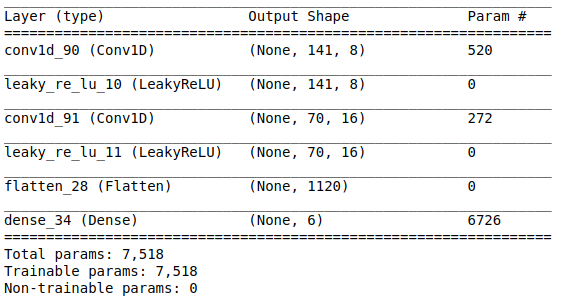 Layer (type) Output Shape Param #
=================================================================
conv1d_90 (Conv1D) (None, 141, 8) 520
leaky_re_lu_10 (LeakyReLU) (None, 141, 8) 0
conv1d_91 (Conv1D) (None, 70, 16) 272
leaky_re_lu_11 (LeakyReLU) (None, 70, 16) 0
flatten_28 (Flatten) (None, 1120) 0
dense_34 (Dense) (None, 6) 6726
=================================================================
Total params: 7,518
Trainable params: 7,518
Non-trainable params: 0